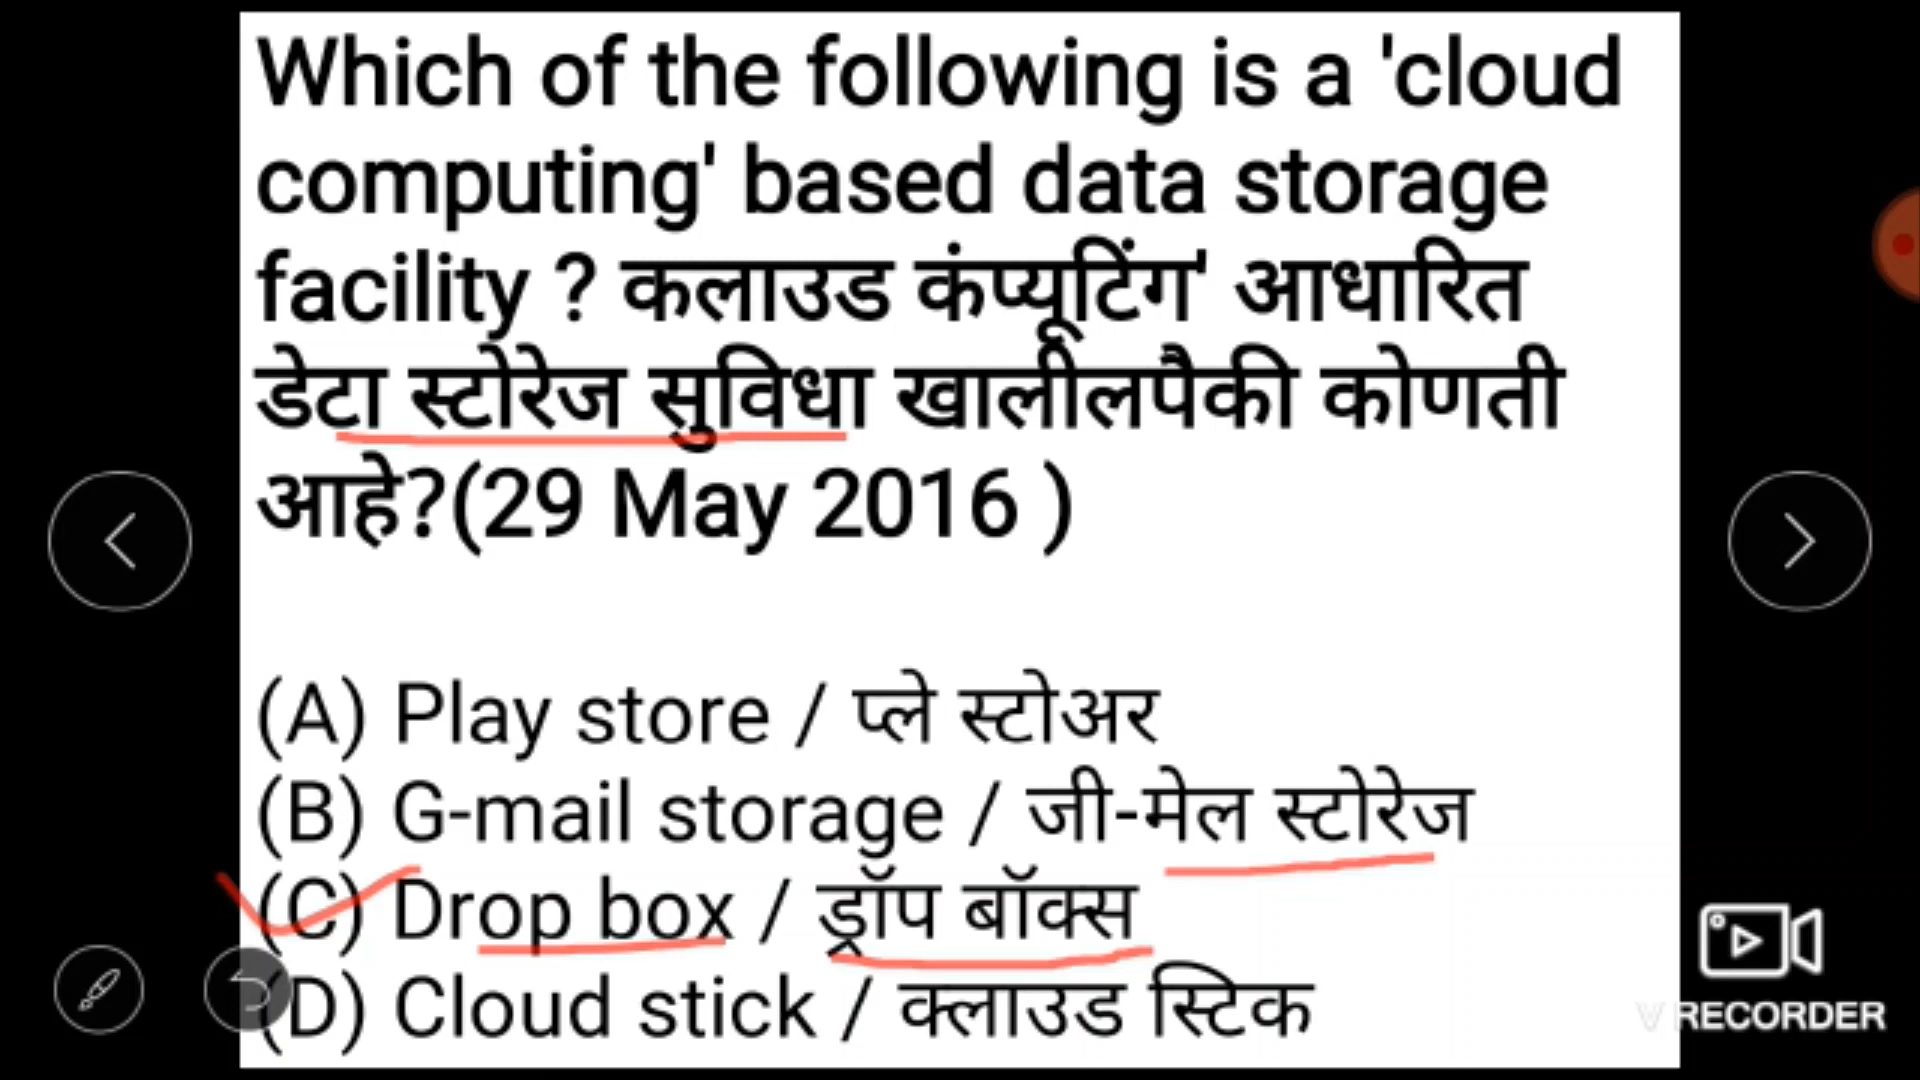 Which of the following is a 'cloud
computing' based data storage
facility ? कलाउड कंप्यूटिंग' आधारित
डेटा स्टोरेज सुविधा खालीलपैकी कोणती
आहे?(29 May 2016 )
(A) Play store / प्ले स्टोअर
(B) G-mail storage / जी-मेल स्टोरेज
(C) Drop box / ड्रॉप बॉक्स
(D) Cloud stick / क्लाउड स्टिक
V RECORDER